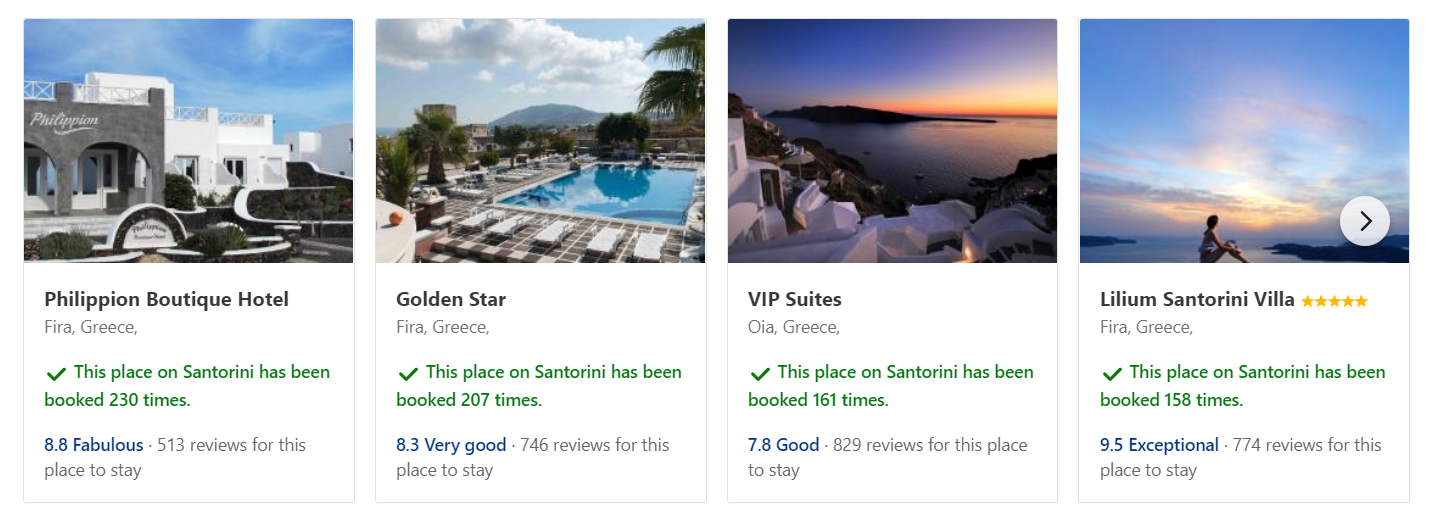 Philippion
Philippion
Boutique Hotel
Philippion Boutique Hotel
Fira, Greece,
This place on Santorini has been
booked 230 times.
8.8 Fabulous · 513 reviews for this
place to stay
Golden Star
Fira, Greece,
This place on Santorini has been
booked 207 times.
8.3 Very good · 746 reviews for this
place to stay
VIP Suites
Oia, Greece,
This place on Santorini has been
booked 161 times.
7.8 Good · 829 reviews for this place
to stay
Lilium Santorini Villa
Fira, Greece,
This place on Santorini has been
booked 158 times.
9.5 Exceptional · 774 reviews for this
place to stay